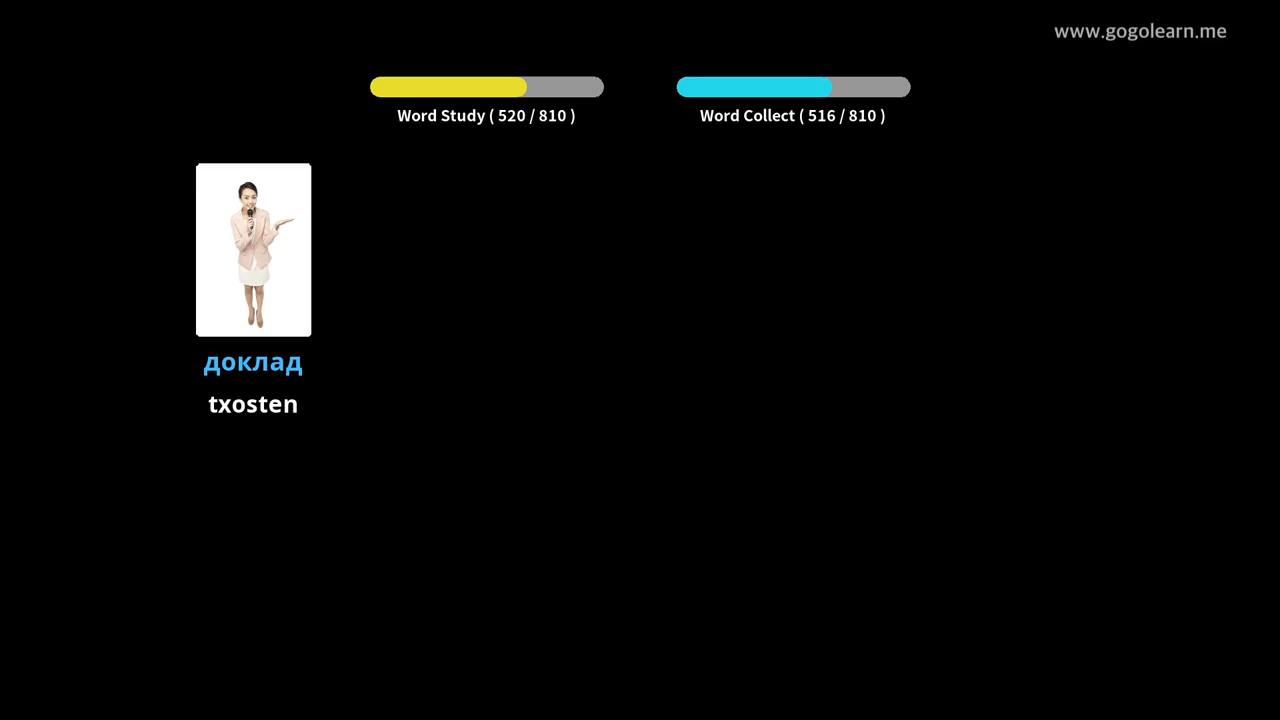 www.gogolearn.me
Word Study ( 520 / 810 )
Word Collect ( 516 / 810 )
доклад
txosten